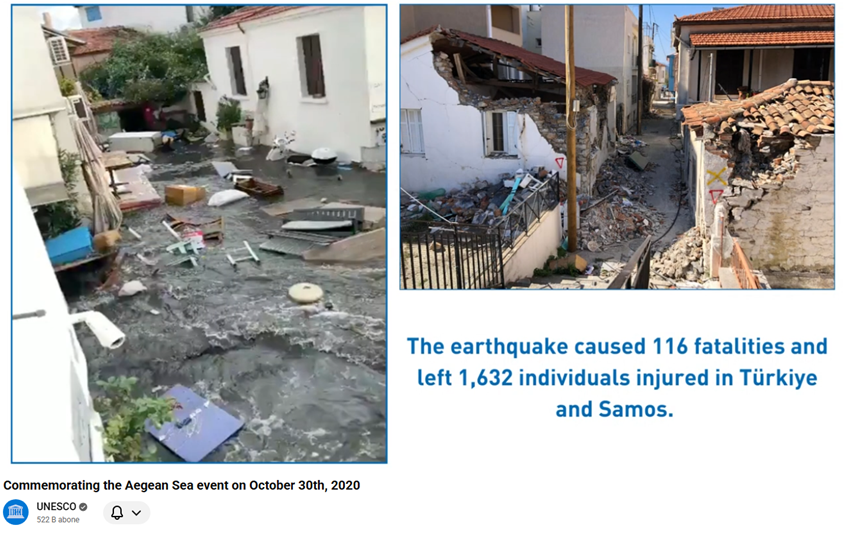 The earthquake caused 116 fatalities and
left 1,632 individuals injured in Türkiye
and Samos.
Commemorating the Aegean Sea event on October 30th, 2020
UNESCO
522 B abone